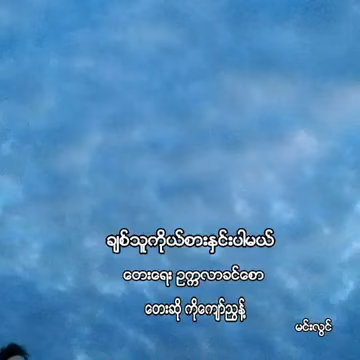 ချစ်သူကိုယ်စားနှင်းပါမယ်
တေးရေး ဥက္ကလာခင်စော
တေးဆို ကိုကျော်ညွန့်
မင်းလွင်